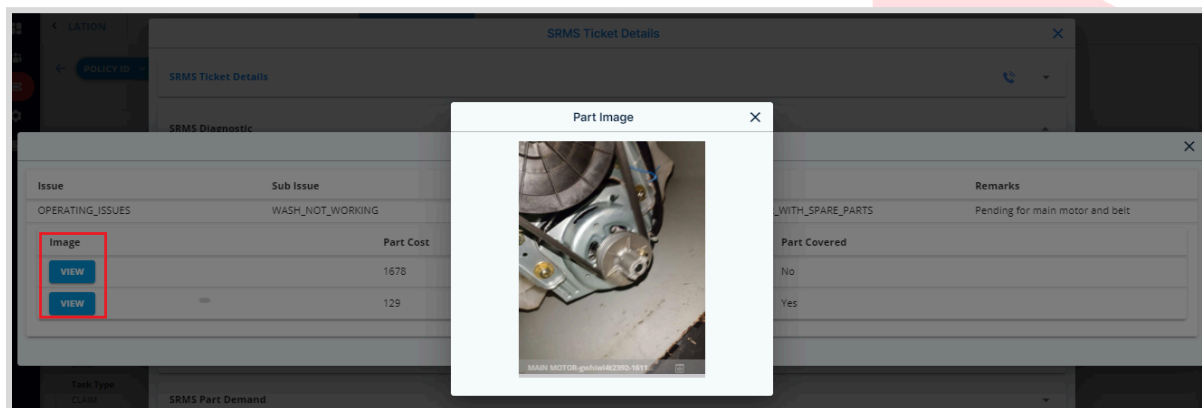 LATION
SRMS Ticket Details
POLICY ID
SRMS Ticket Details
SRMS Diagnostic
Part Image
Issue Sub Issue Remarks
OPERATING_ISSUES WASH_NOT_WORKING _WITH_SPARE_PARTS Pending for main motor and belt
Image Part Cost Part Covered
VIEW 1678 No
VIEW 129 Yes
MAIN MOTOR-
Task Type
CLAIM
SRMS Part Demand